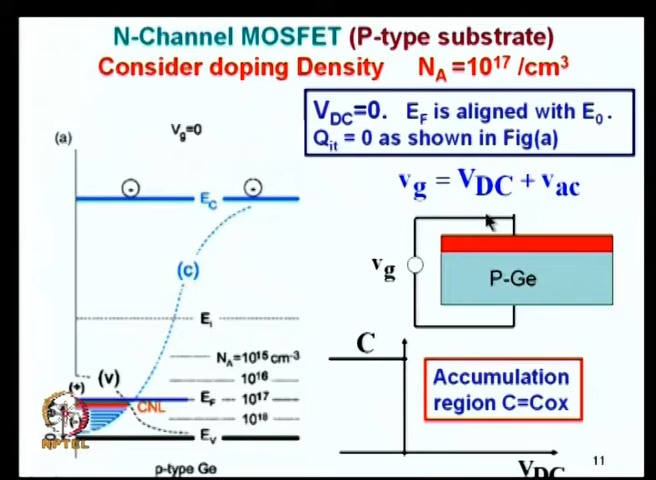 N-Channel MOSFET (P-type substrate)
Consider doping Density N_A =10^17 /cm^3
V_DC=0. E_F is aligned with E_0.
Q_it = 0 as shown in Fig(a)
(a)
V_g=0
v_g = V_DC + v_ac
E_C
(c)
v_g
P-Ge
E_i
C
N_A=10^15 cm^-3
10^16
(v)
(+)
E_F 10^17
CNL
10^18
E_V
Accumulation
region C=Cox
NPTEL
p-type Ge
V_DC
11